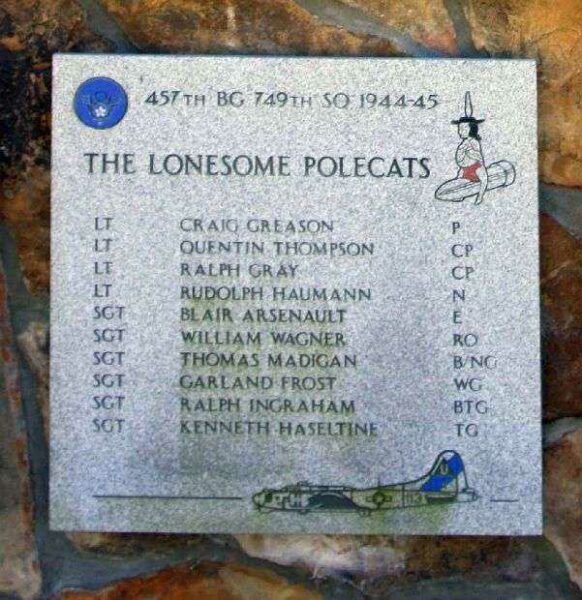 457TH BG 749TH SQ 1944-45
THE LONESOME POLECATS
LT CRAIG GREASON P
LT QUENTIN THOMPSON CP
LT RALPH GRAY CP
LT RUDOLPH HAUMANN N
SGT BLAIR ARSENAULT E
SGT WILLIAM WAGNER RO
SGT THOMAS MADIGAN B/NG
SGT GARLAND FROST WG
SGT RALPH INGRAHAM BTG
SGT KENNETH HASELTINE TG